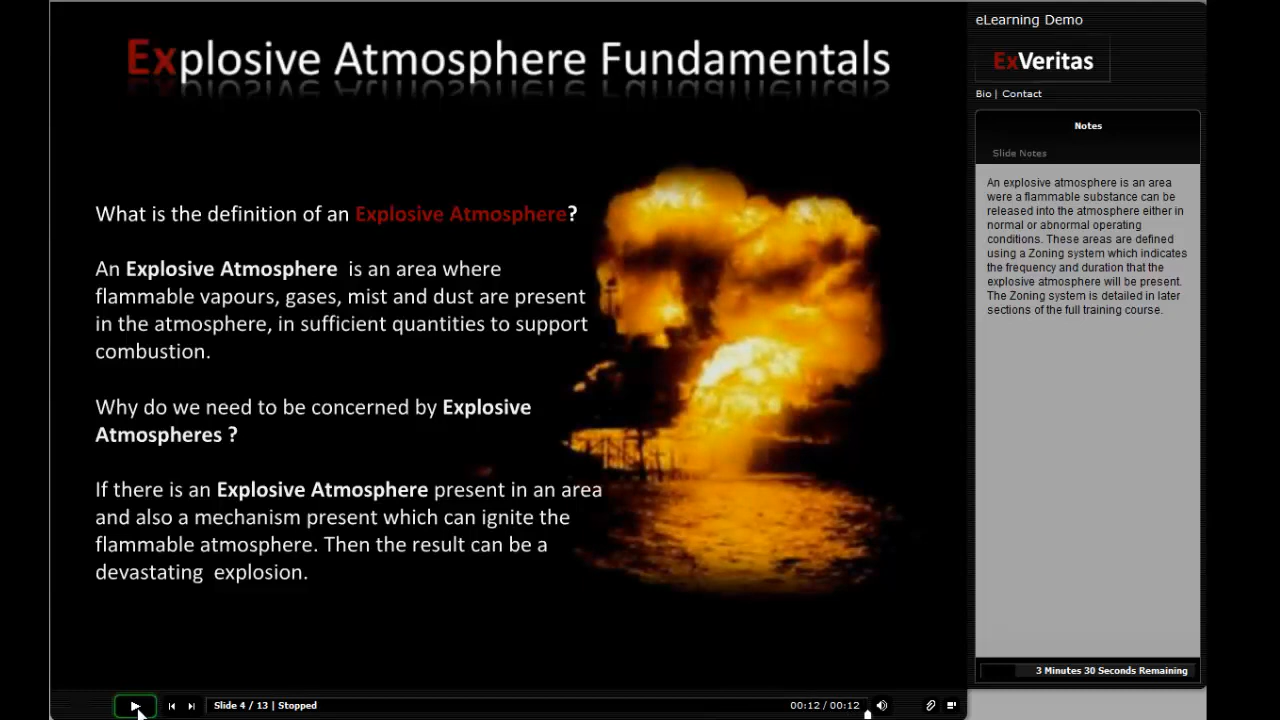 Explosive Atmosphere Fundamentals
What is the definition of an Explosive Atmosphere?
An Explosive Atmosphere is an area where
flammable vapours, gases, mist and dust are present
in the atmosphere, in sufficient quantities to support
combustion.
Why do we need to be concerned by Explosive
Atmospheres ?
If there is an Explosive Atmosphere present in an area
and also a mechanism present which can ignite the
flammable atmosphere. Then the result can be a
devastating explosion.
eLearning Demo
ExVeritas
Bio | Contact
Notes
Slide Notes
An explosive atmosphere is an area
were a flammable substance can be
released into the atmosphere either in
normal or abnormal operating
conditions. These areas are defined
using a Zoning system which indicates
the frequency and duration that the
explosive atmosphere will be present.
The Zoning system is detailed in later
sections of the full training course.
3 Minutes 30 Seconds Remaining
Slide 4 / 13 | Stopped
00:12 / 00:12